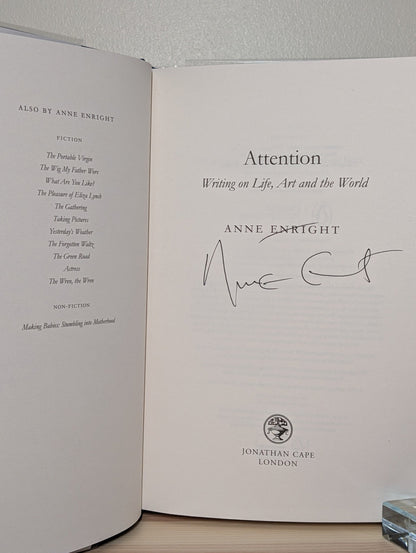 ALSO BY ANNE ENRIGHT
FICTION
The Portable Virgin
The Wig My Father Wore
What Are You Like?
The Pleasure of Eliza Lynch
The Gathering
Taking Pictures
Yesterday's Weather
The Forgotten Waltz
The Green Road
Actress
The Wren, the Wren
NON-FICTION
Making Babies: Stumbling into Motherhood
Attention
Writing on Life, Art and the World
ANNE ENRIGHT
Anne Enright
JONATHAN CAPE
LONDON